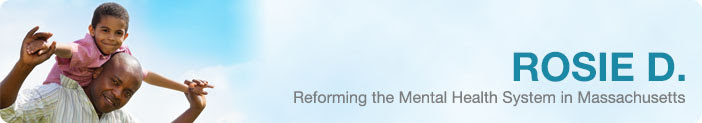 ROSIE D.
Reforming the Mental Health System in Massachusetts